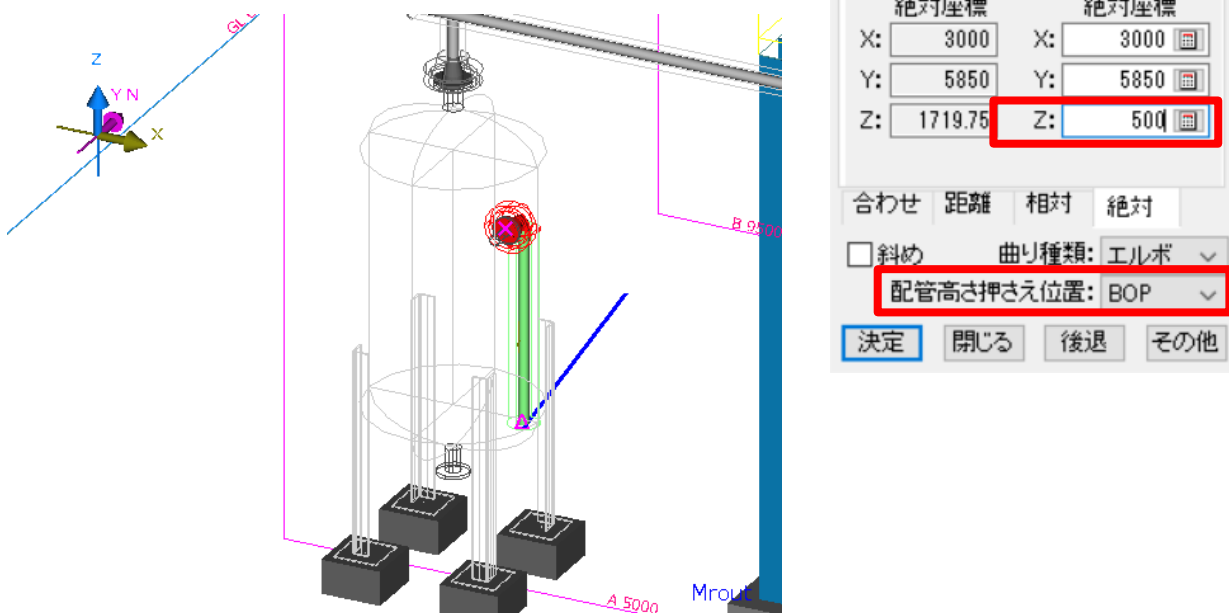 GL
Z
Y N
X
B 9500
A 5000
Mrout
絶対座標 絶対座標
X: 3000 X: 3000
Y: 5850 Y: 5850
Z: 1719.75 Z: 500
合わせ 距離 相対 絶対
斜め 曲り種類: エルボ
配管高さ押さえ位置: BOP
決定 閉じる 後退 その他